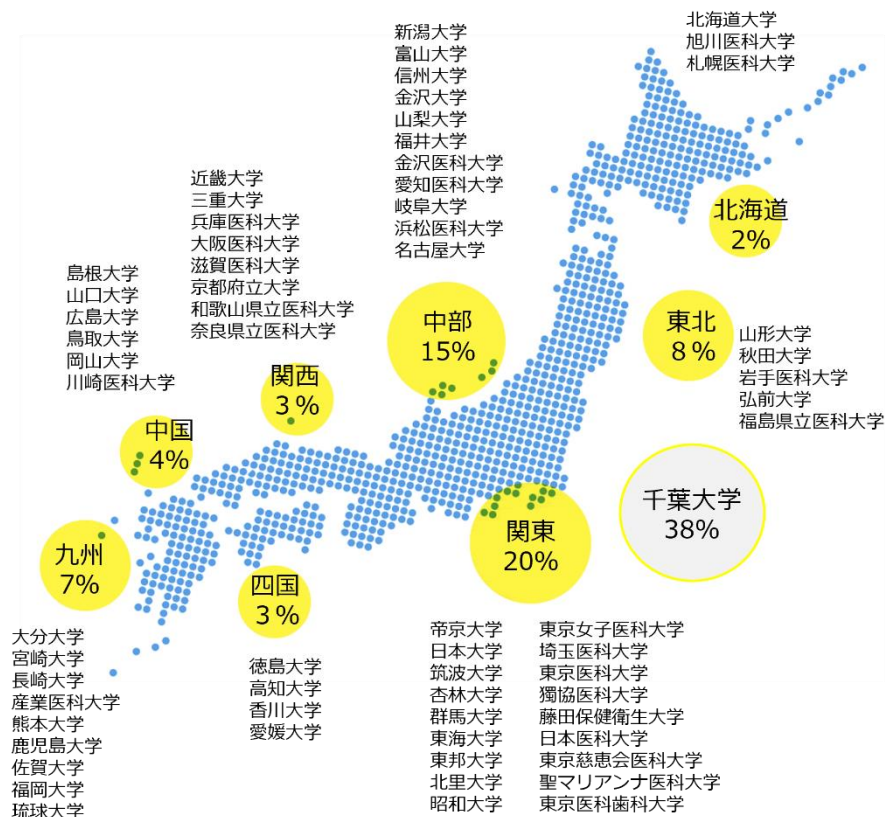 北海道大学
旭川医科大学
札幌医科大学
北海道
2%
新潟大学
富山大学
信州大学
金沢大学
山梨大学
福井大学
金沢医科大学
愛知医科大学
岐阜大学
浜松医科大学
名古屋大学
中部
15%
近畿大学
三重大学
兵庫医科大学
大阪医科大学
滋賀医科大学
京都府立大学
和歌山県立医科大学
奈良県立医科大学
関西
3%
島根大学
山口大学
広島大学
鳥取大学
岡山大学
川崎医科大学
中国
4%
東北
8%
山形大学
秋田大学
岩手医科大学
弘前大学
福島県立医科大学
千葉大学
38%
関東
20%
帝京大学
日本大学
筑波大学
杏林大学
群馬大学
東海大学
東邦大学
北里大学
昭和大学
東京女子医科大学
埼玉医科大学
東京医科大学
獨協医科大学
藤田保健衛生大学
日本医科大学
東京慈恵会医科大学
聖マリアンナ医科大学
東京医科歯科大学
四国
3%
徳島大学
高知大学
香川大学
愛媛大学
九州
7%
大分大学
宮崎大学
長崎大学
産業医科大学
熊本大学
鹿児島大学
佐賀大学
福岡大学
琉球大学